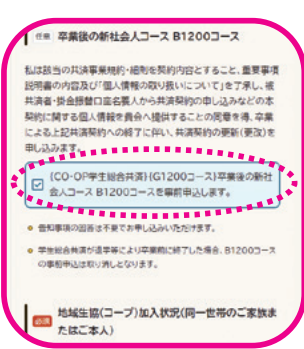 任意 卒業後の新社会人コース B1200コース
私は該当の共済事業規約・細則を契約内容とすること、重要事項
説明書の内容及び「個人情報の取り扱いについて」を了承し、被
共済者・掛金振替口座名義人から共済契約の申し込みなどの本
契約に関する個人情報を貴会へ提供することの同意を得、卒業
による上記共済契約への終了に伴い、共済契約の更新(更改)を
申し込みます。
{CO-OP学生総合共済}{G1200コース}卒業後の新社
会人コース B1200コースを事前申込します。
告知事項の回答は不要でお申し込みいただけます。
学生総合共済が退学等により卒業前に終了した場合、B1200コース
の事前申込は取り消しとなります。
必須 地域生協(コープ)加入状況(同一世帯のご家族ま
たはご本人)